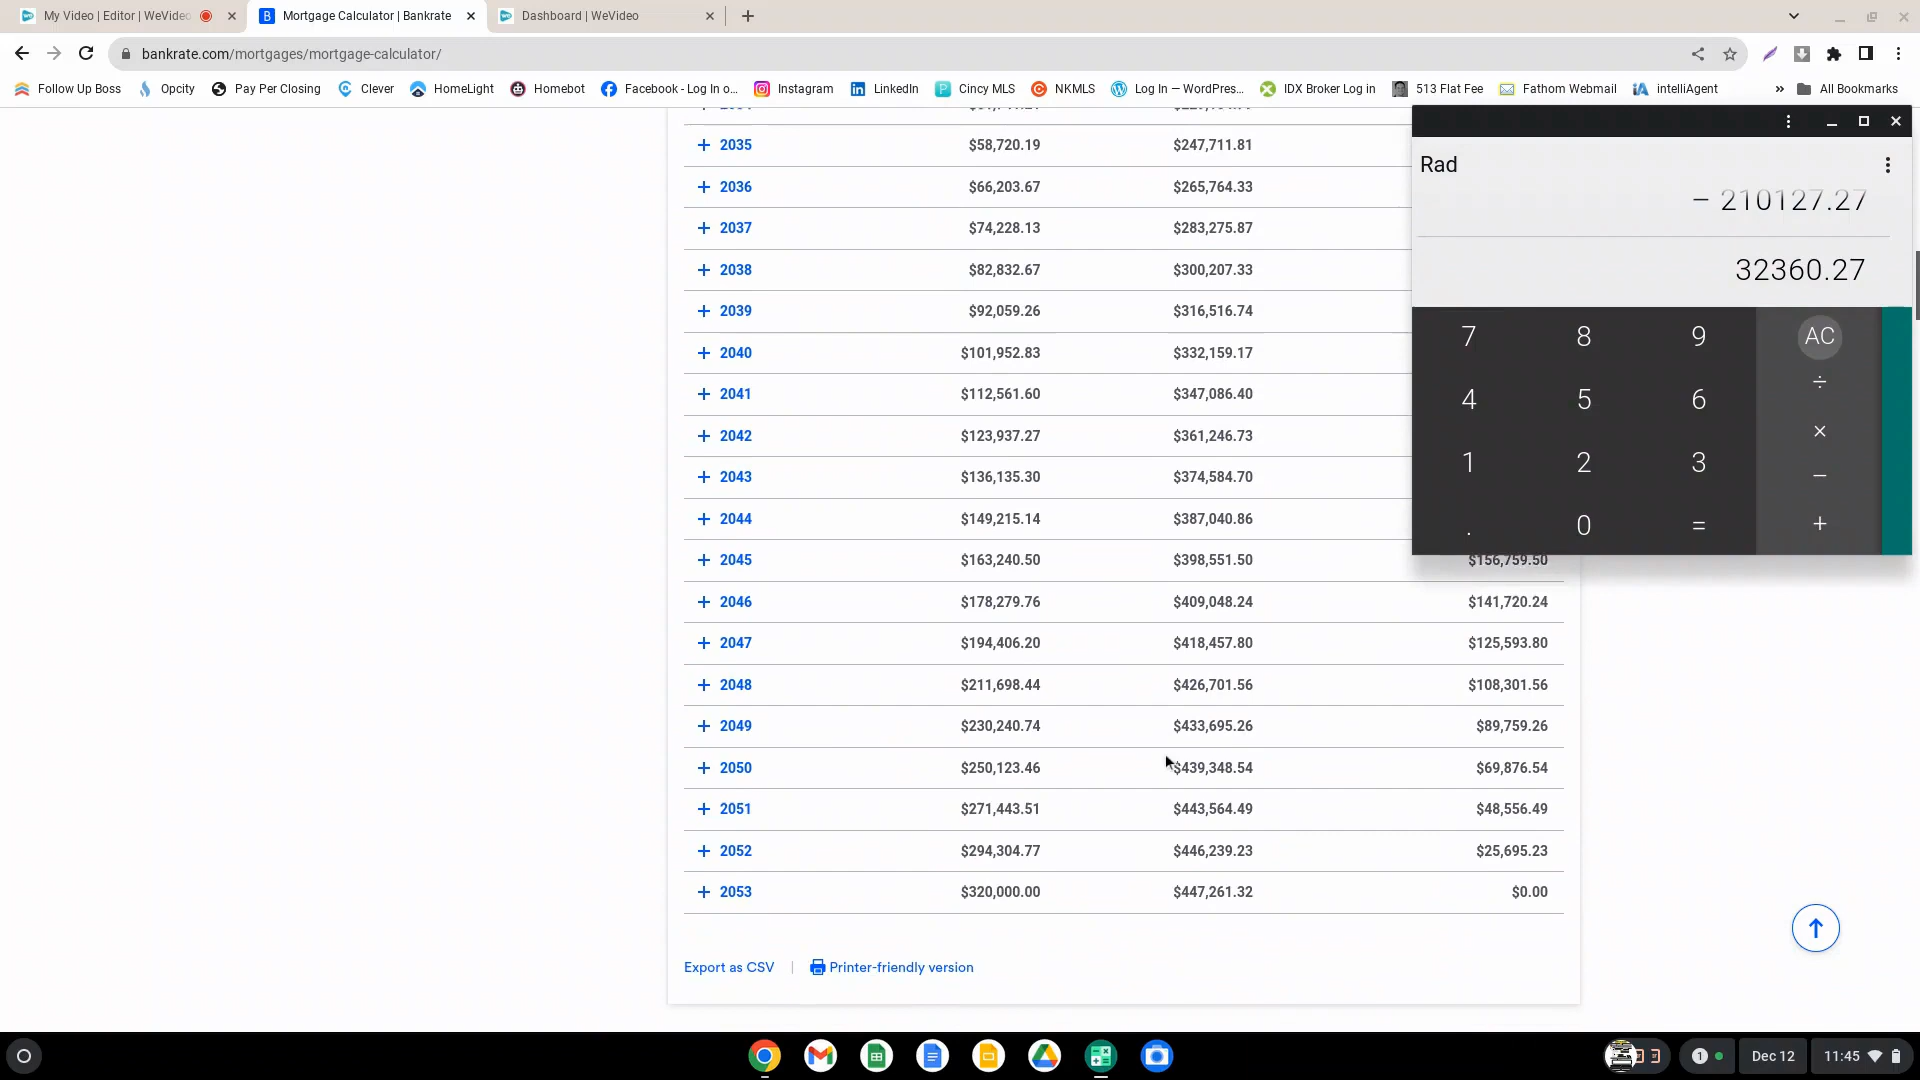 My Video | Editor | WeVideo
Mortgage Calculator | Bankrate
Dashboard | WeVideo
bankrate.com/mortgages/mortgage-calculator/
Follow Up Boss Opcity Pay Per Closing Clever HomeLight Homebot Facebook - Log In o... Instagram LinkedIn Cincy MLS NKMLS Log In — WordPres... IDX Broker Log in 513 Flat Fee Fathom Webmail intelliAgent » All Bookmarks
+ 2035 $58,720.19 $247,711.81
+ 2036 $66,203.67 $265,764.33
+ 2037 $74,228.13 $283,275.87
+ 2038 $82,832.67 $300,207.33
+ 2039 $92,059.26 $316,516.74
+ 2040 $101,952.83 $332,159.17
+ 2041 $112,561.60 $347,086.40
+ 2042 $123,937.27 $361,246.73
+ 2043 $136,135.30 $374,584.70
+ 2044 $149,215.14 $387,040.86
+ 2045 $163,240.50 $398,551.50 $156,759.50
+ 2046 $178,279.76 $409,048.24 $141,720.24
+ 2047 $194,406.20 $418,457.80 $125,593.80
+ 2048 $211,698.44 $426,701.56 $108,301.56
+ 2049 $230,240.74 $433,695.26 $89,759.26
+ 2050 $250,123.46 $439,348.54 $69,876.54
+ 2051 $271,443.51 $443,564.49 $48,556.49
+ 2052 $294,304.77 $446,239.23 $25,695.23
+ 2053 $320,000.00 $447,261.32 $0.00
Export as CSV | Printer-friendly version
Rad
− 210127.27
32360.27
7 8 9 AC
÷
4 5 6
×
1 2 3
−
. 0 = +
1 Dec 12 11:45